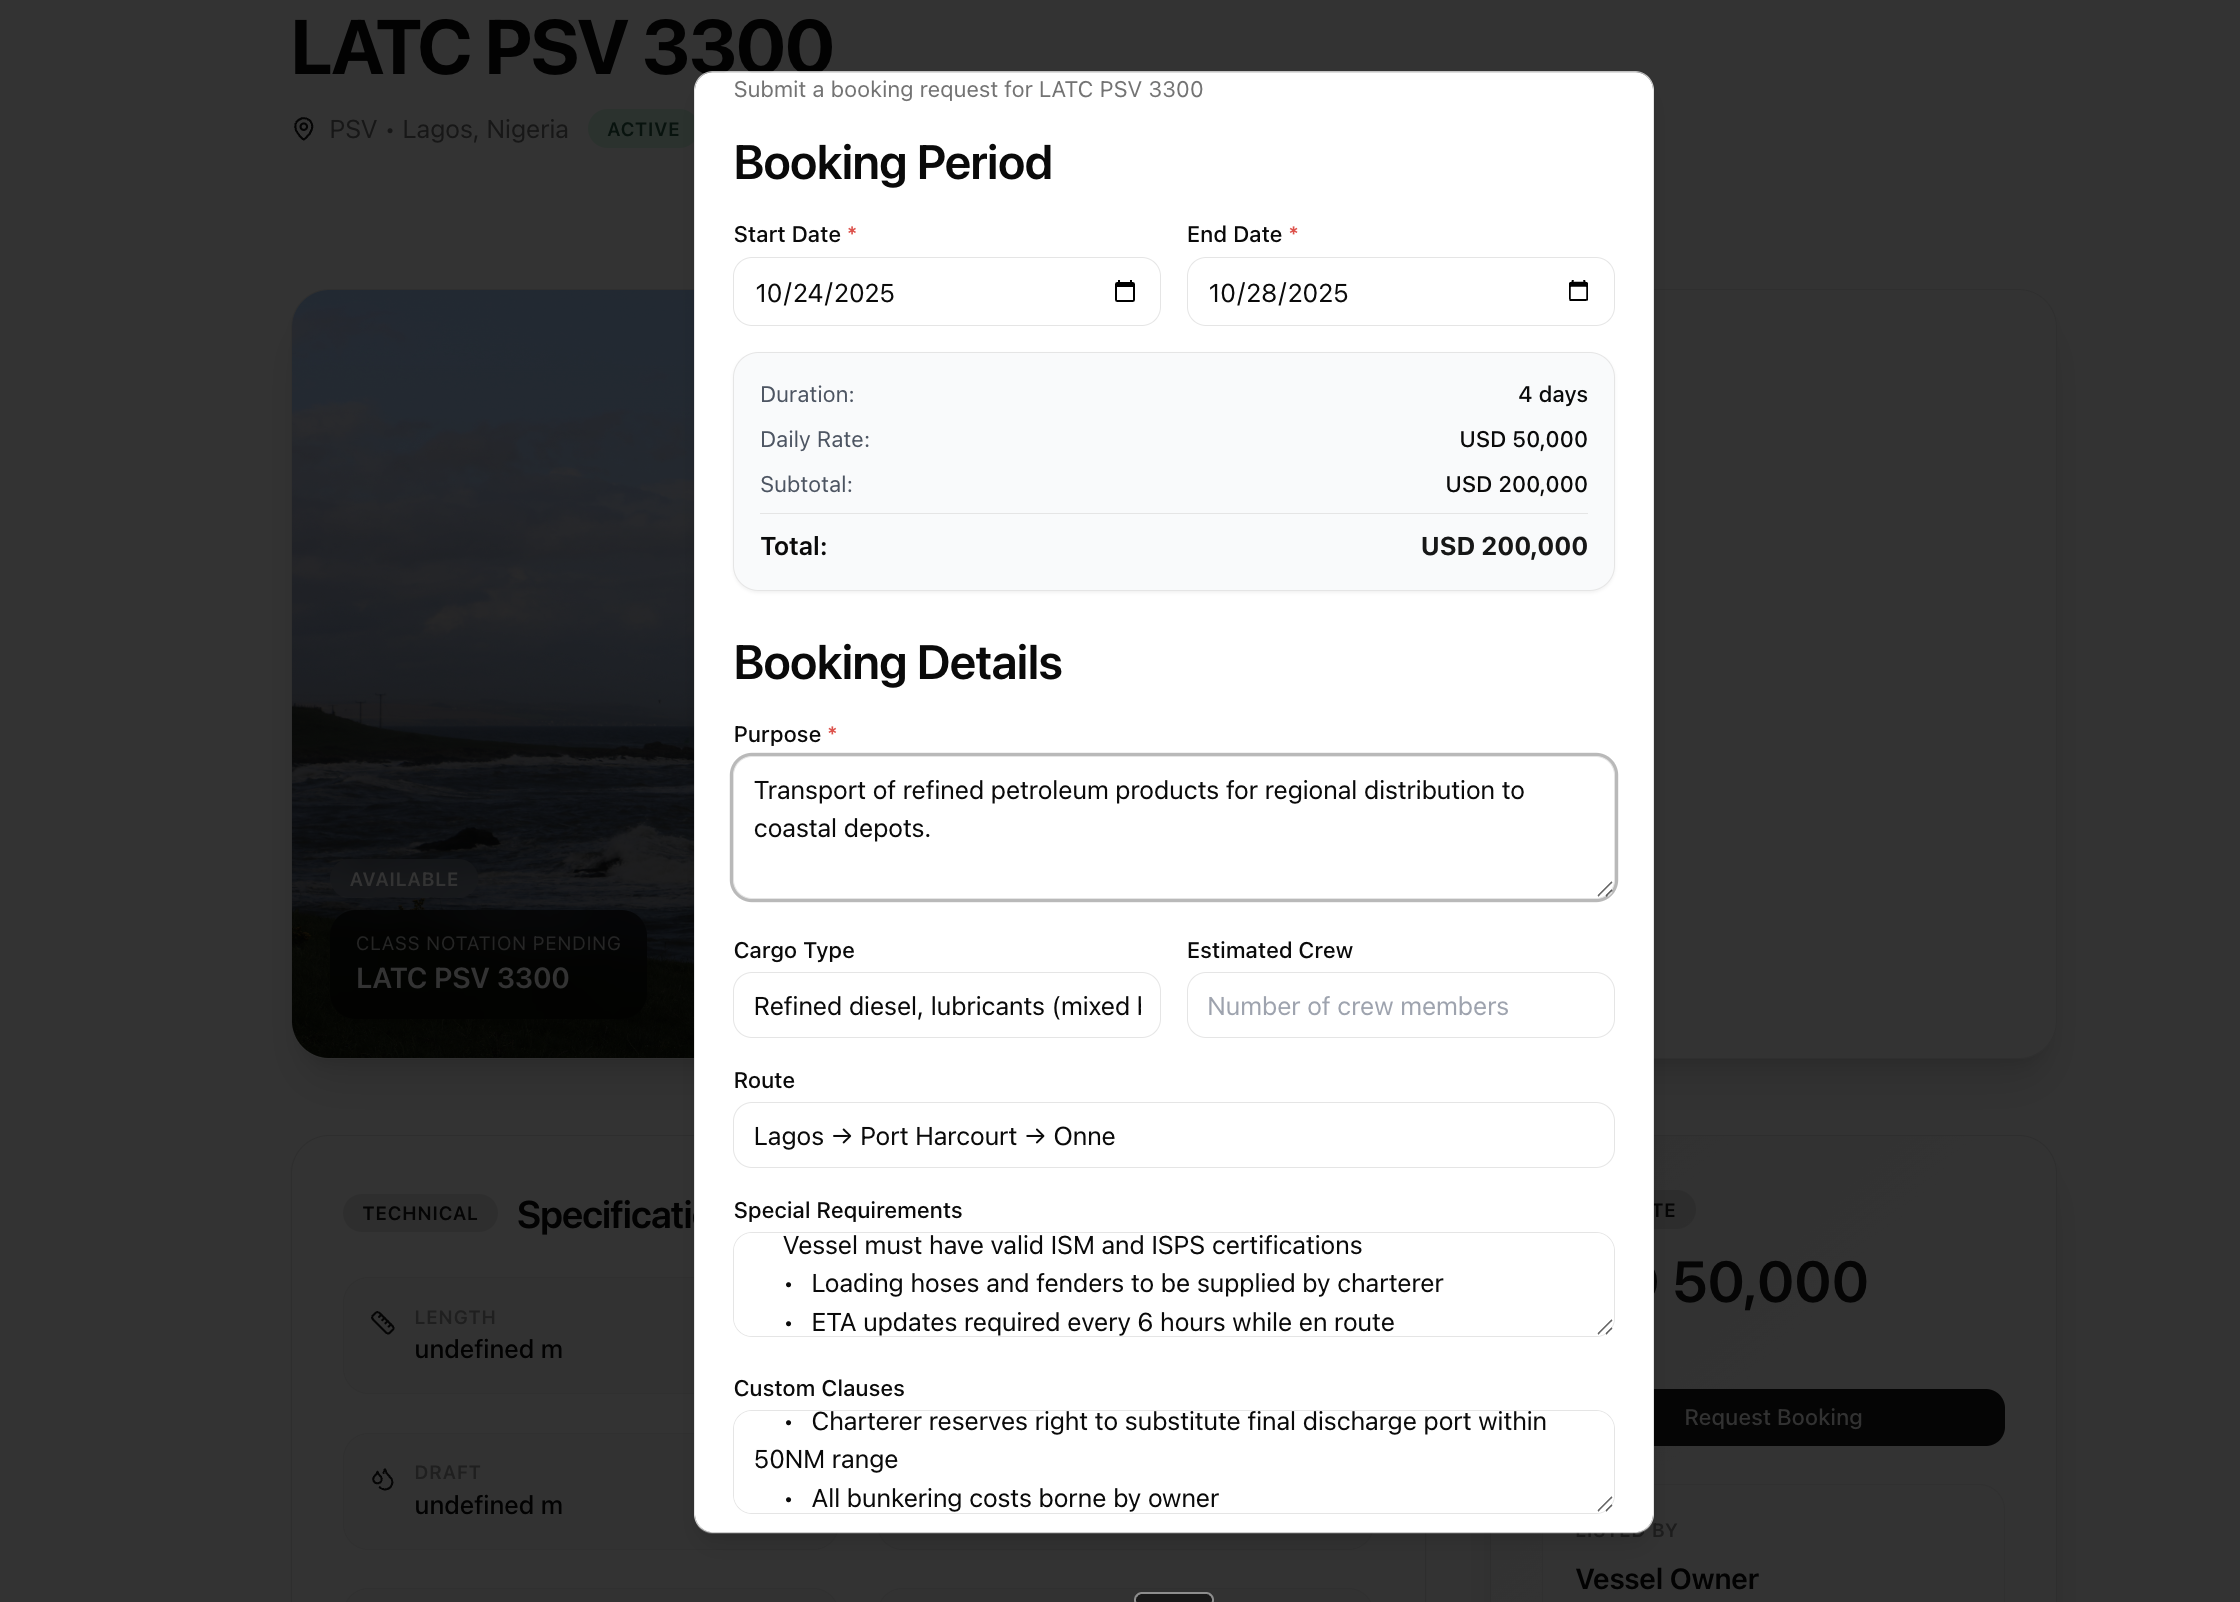 LATC PSV 3300
PSV • Lagos, Nigeria
ACTIVE
Submit a booking request for LATC PSV 3300
Booking Period
Start Date *
End Date *
10/24/2025
10/28/2025
Duration:
4 days
Daily Rate:
USD 50,000
Subtotal:
USD 200,000
Total:
USD 200,000
Booking Details
Purpose *
Transport of refined petroleum products for regional distribution to
coastal depots.
Cargo Type
Estimated Crew
Refined diesel, lubricants (mixed
Number of crew members
Route
Lagos → Port Harcourt → Onne
Special Requirements
Vessel must have valid ISM and ISPS certifications
• Loading hoses and fenders to be supplied by charterer
• ETA updates required every 6 hours while en route
Custom Clauses
• Charterer reserves right to substitute final discharge port within
50NM range
• All bunkering costs borne by owner
AVAILABLE
CLASS NOTATION PENDING
LATC PSV 3300
TECHNICAL
LENGTH
undefined m
DRAFT
undefined m
50,000
Request Booking
LISTED BY
Vessel Owner